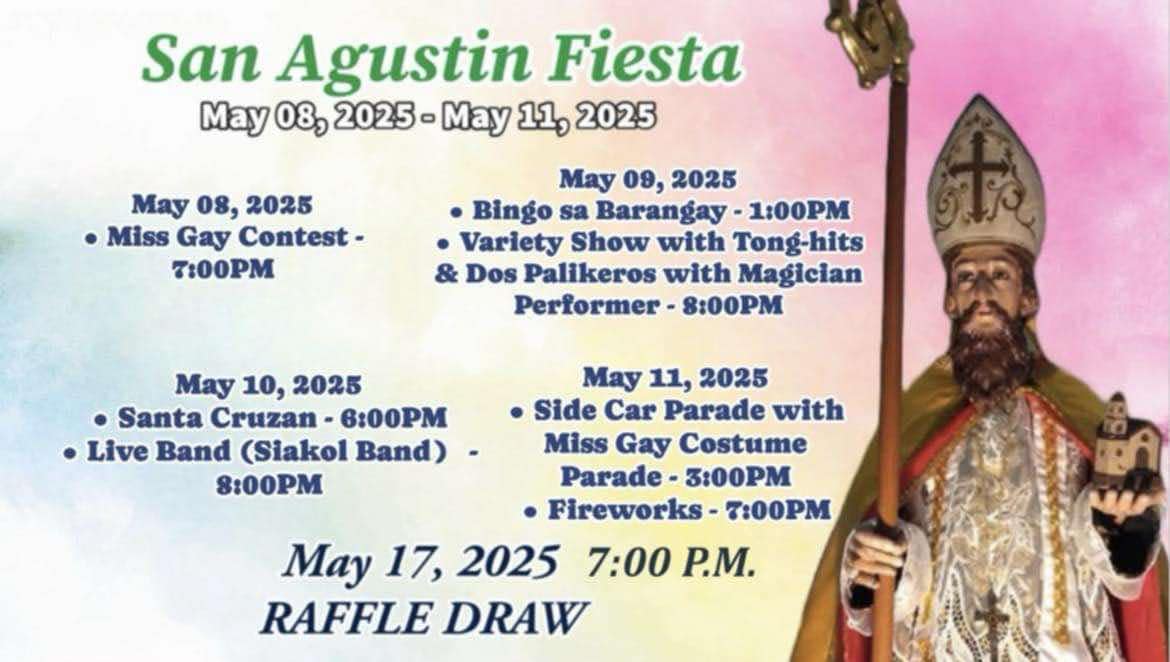 San Agustin Fiesta
May 08, 2025 - May 11, 2025
May 08, 2025
• Miss Gay Contest -
7:00PM
May 09, 2025
• Bingo sa Barangay - 1:00PM
• Variety Show with Tong-hits
& Dos Palikeros with Magician
Performer - 8:00PM
May 10, 2025
• Santa Cruzan - 6:00PM
• Live Band (Siakol Band) -
8:00PM
May 11, 2025
• Side Car Parade with
Miss Gay Costume
Parade - 3:00PM
• Fireworks - 7:00PM
May 17, 2025 7:00 P.M.
RAFFLE DRAW